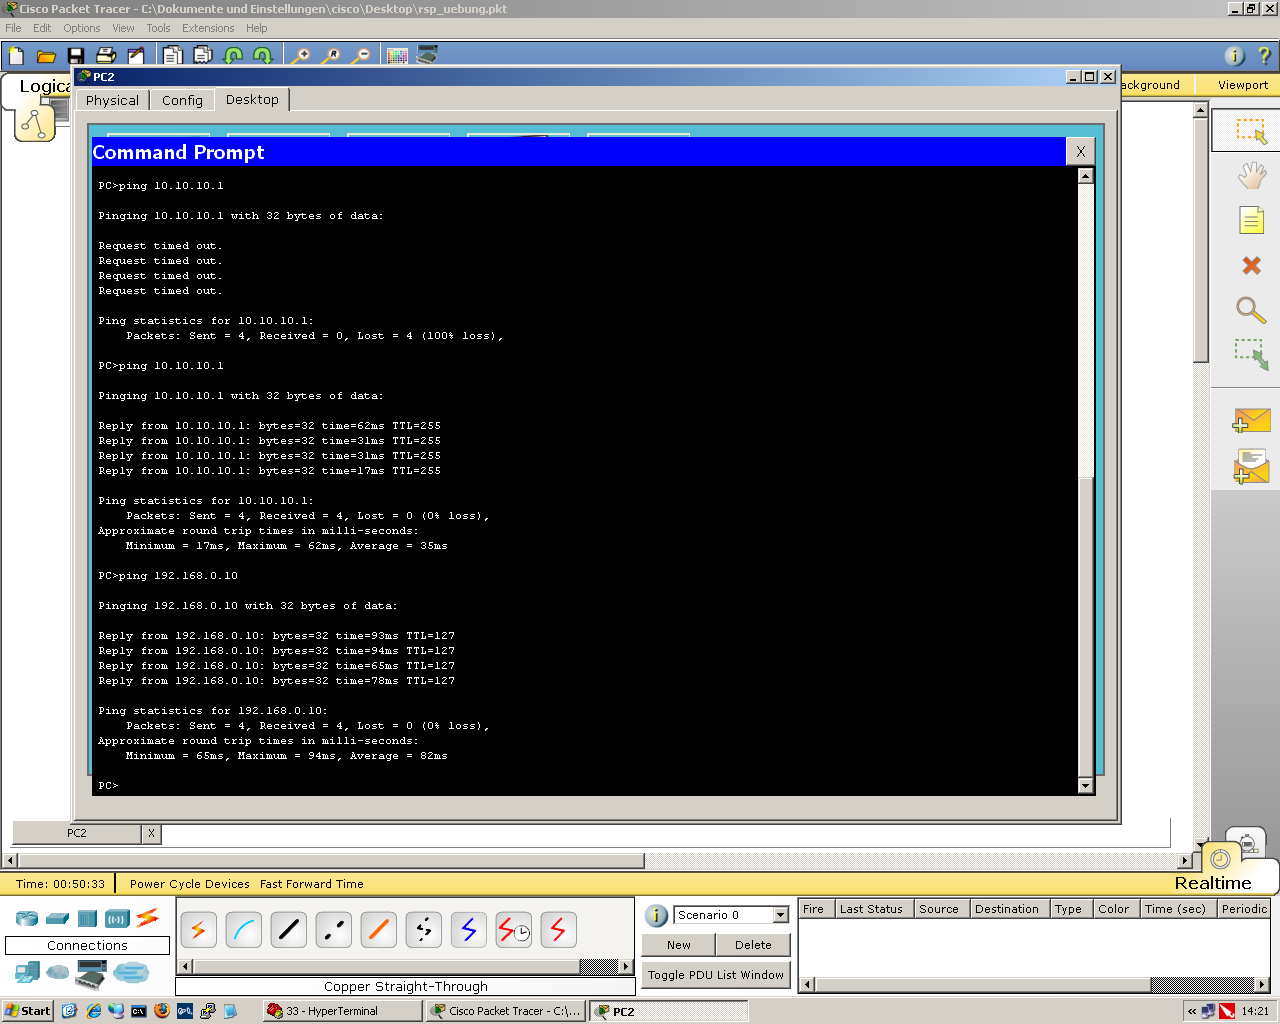 Cisco Packet Tracer - C:\Dokumente und Einstellungen\cisco\Desktop\rsp_uebung.pkt
File Edit Options View Tools Extensions Help
PC2
Logica
ackground
Viewport
Physical Config Desktop
Command Prompt
X
PC>ping 10.10.10.1
Pinging 10.10.10.1 with 32 bytes of data:
Request timed out.
Request timed out.
Request timed out.
Request timed out.
Ping statistics for 10.10.10.1:
Packets: Sent = 4, Received = 0, Lost = 4 (100% loss),
PC>ping 10.10.10.1
Pinging 10.10.10.1 with 32 bytes of data:
Reply from 10.10.10.1: bytes=32 time=62ms TTL=255
Reply from 10.10.10.1: bytes=32 time=31ms TTL=255
Reply from 10.10.10.1: bytes=32 time=31ms TTL=255
Reply from 10.10.10.1: bytes=32 time=17ms TTL=255
Ping statistics for 10.10.10.1:
Packets: Sent = 4, Received = 4, Lost = 0 (0% loss),
Approximate round trip times in milli-seconds:
Minimum = 17ms, Maximum = 62ms, Average = 35ms
PC>ping 192.168.0.10
Pinging 192.168.0.10 with 32 bytes of data:
Reply from 192.168.0.10: bytes=32 time=93ms TTL=127
Reply from 192.168.0.10: bytes=32 time=94ms TTL=127
Reply from 192.168.0.10: bytes=32 time=65ms TTL=127
Reply from 192.168.0.10: bytes=32 time=78ms TTL=127
Ping statistics for 192.168.0.10:
Packets: Sent = 4, Received = 4, Lost = 0 (0% loss),
Approximate round trip times in milli-seconds:
Minimum = 65ms, Maximum = 94ms, Average = 82ms
PC>
PC2 X
Time: 00:50:33 Power Cycle Devices Fast Forward Time
Realtime
Connections
Copper Straight-Through
Scenario 0
New Delete
Toggle PDU List Window
Fire Last Status Source Destination Type Color Time (sec) Periodic
Start
33 - HyperTerminal
Cisco Packet Tracer - C:\,...
PC2
14:21